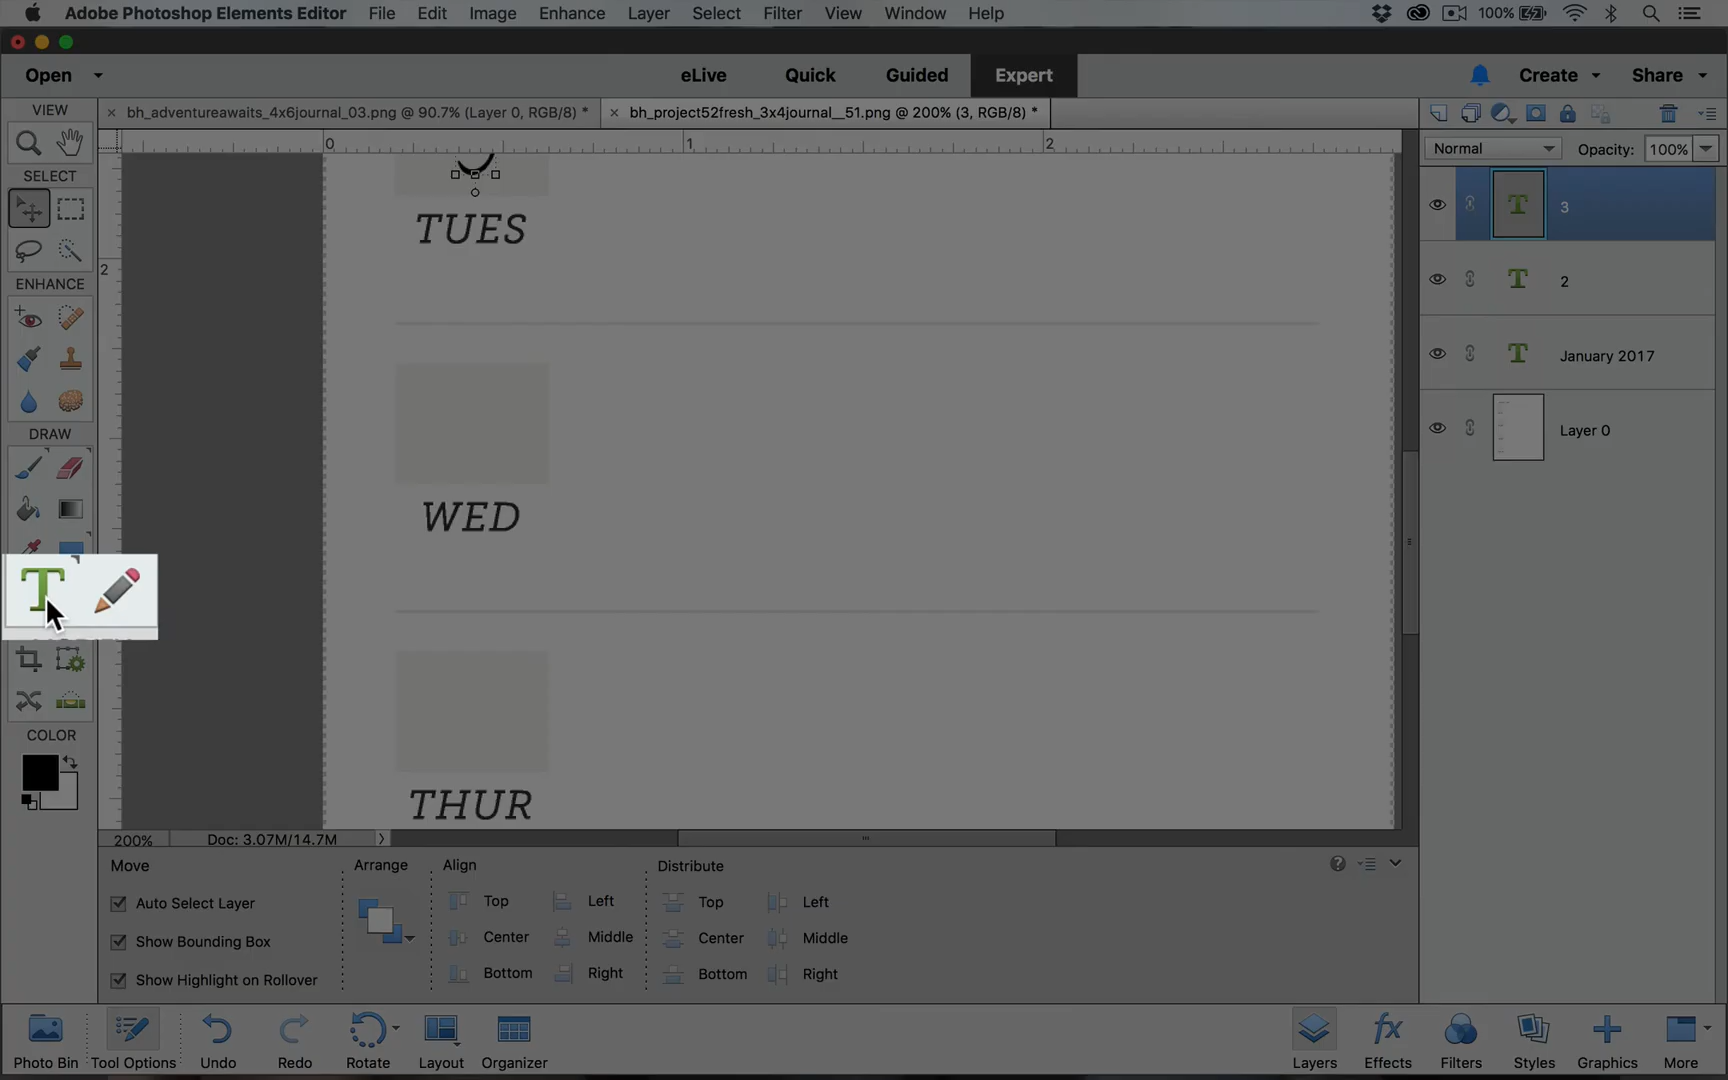 Adobe Photoshop Elements Editor File Edit Image Enhance Layer Select Filter View Window Help 100%
Open eLive Quick Guided Expert Create Share
VIEW
× bh_adventureawaits_4x6journal_03.png @ 90.7% (Layer 0, RGB/8) * × bh_project52fresh_3x4journal__51.png @ 200% (3, RGB/8) *
0 1 2
Normal Opacity: 100%
SELECT
3
TUES
2
ENHANCE
2
January 2017
DRAW
Layer 0
WED
T
COLOR
THUR
200% Doc: 3.07M/14.7M
Move Arrange Align Distribute
Auto Select Layer Top Left Top Left
Show Bounding Box Center Middle Center Middle
Show Highlight on Rollover Bottom Right Bottom Right
Photo Bin Tool Options Undo Redo Rotate Layout Organizer Layers Effects Filters Styles Graphics More